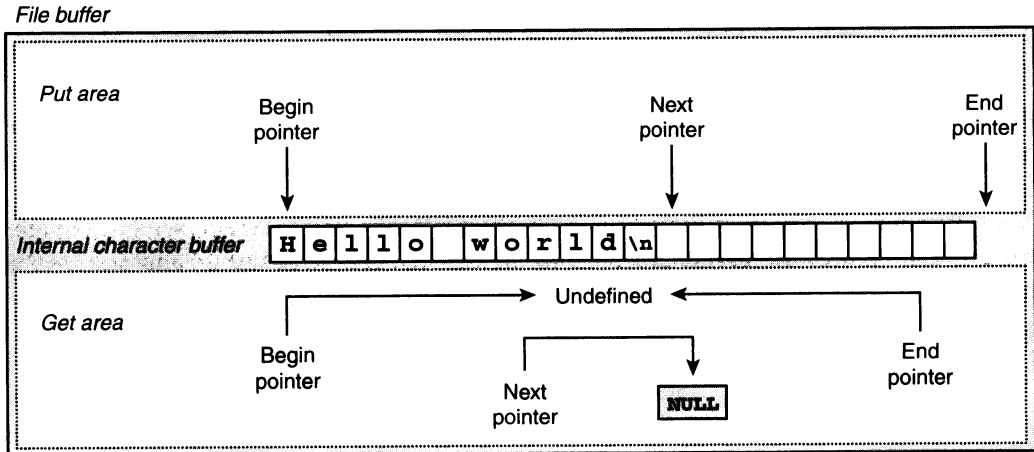 File buffer
Put area
Begin
pointer
Next
pointer
End
pointer
Internal character buffer
H e l l o   w o r l d \n
Undefined
Get area
Begin
pointer
Next
pointer
NULL
End
pointer